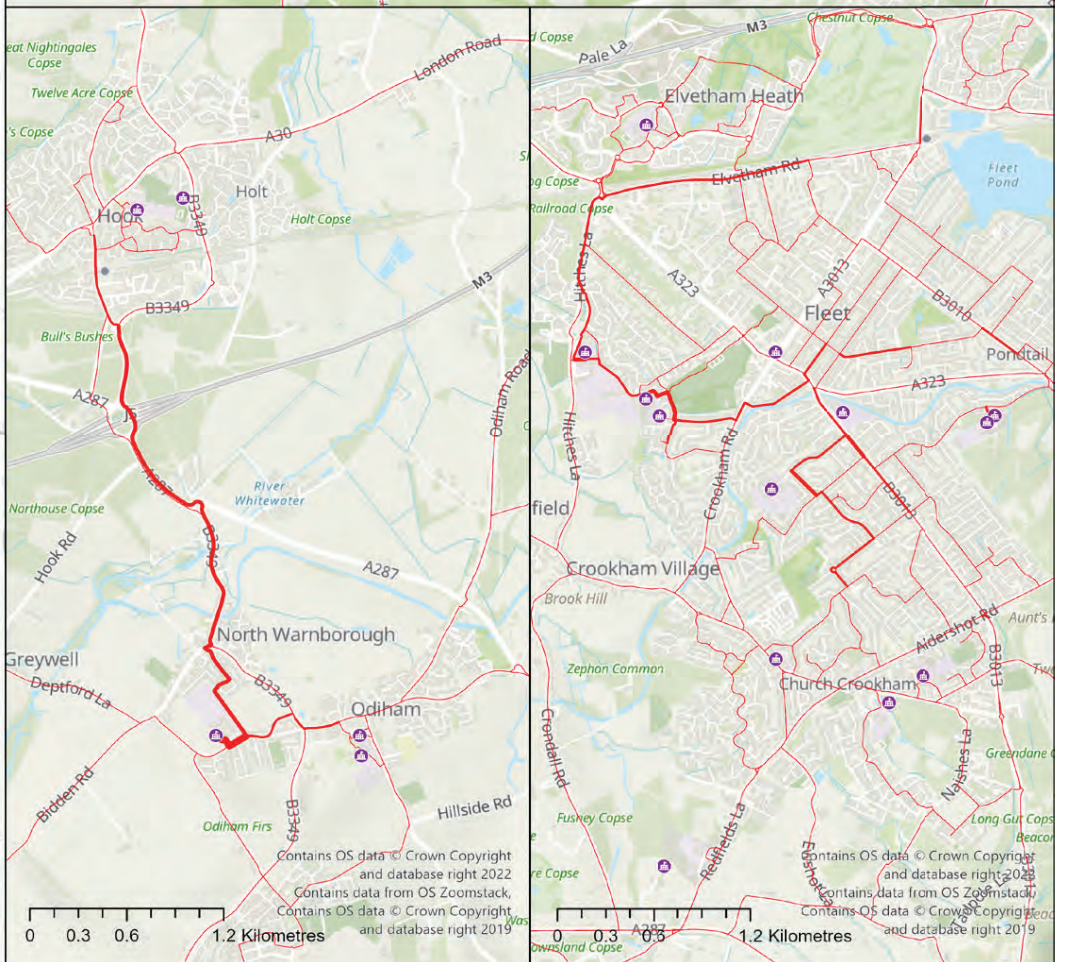 eat Nightingales
Copse
Twelve Acre Copse
's Copse
London Road
A30
Holt
Hook
B3349
Holt Copse
M3
B3349
Bull's Bushes
A287
J5
Odiham Road
A287
River
Whitewater
Northouse Copse
B3349
Hook Rd
A287
North Warnborough
Greywell
Deptford La
B3349
Odiham
Bidden Rd
B3349
Hillside Rd
Odiham Firs
Contains OS data © Crown Copyright
and database right 2022
Contains data from OS Zoomstack,
Contains OS data © Crown Copyright
and database right 2019
0 0.3 0.6 1.2 Kilometres
Chestnut Copse
M3
d Copse
Pale La
Elvetham Heath
Fleet
Pond
Elvetham Rd
og Copse
Railroad Copse
Hitches La
A323
A3013
B3010
Fleet
Pondtail
A323
Hitches La
Crookham Rd
B3013
field
Crookham Village
Brook Hill
Aldershot Rd
Aunt's
B3013
Zephon Common
Church Crookham
Crondall Rd
Naishes La
Greendane C
Fusney Copse
Long Gut Cops
Beacon
Redfields La
Ewshot La
re Copse
Contains OS data © Crown Copyright
and database right 2023
Contains data from OS Zoomstack,
Contains OS data © Crown Copyright
and database right 2019
A287
0 0.3 0.6 1.2 Kilometres
ownsland Copse